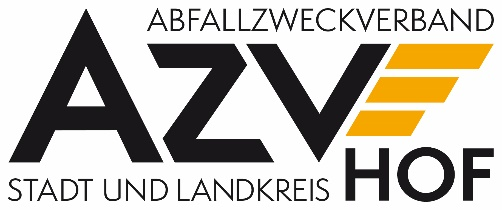 ABFALLZWECKVERBAND
AZV
STADT UND LANDKREIS HOF